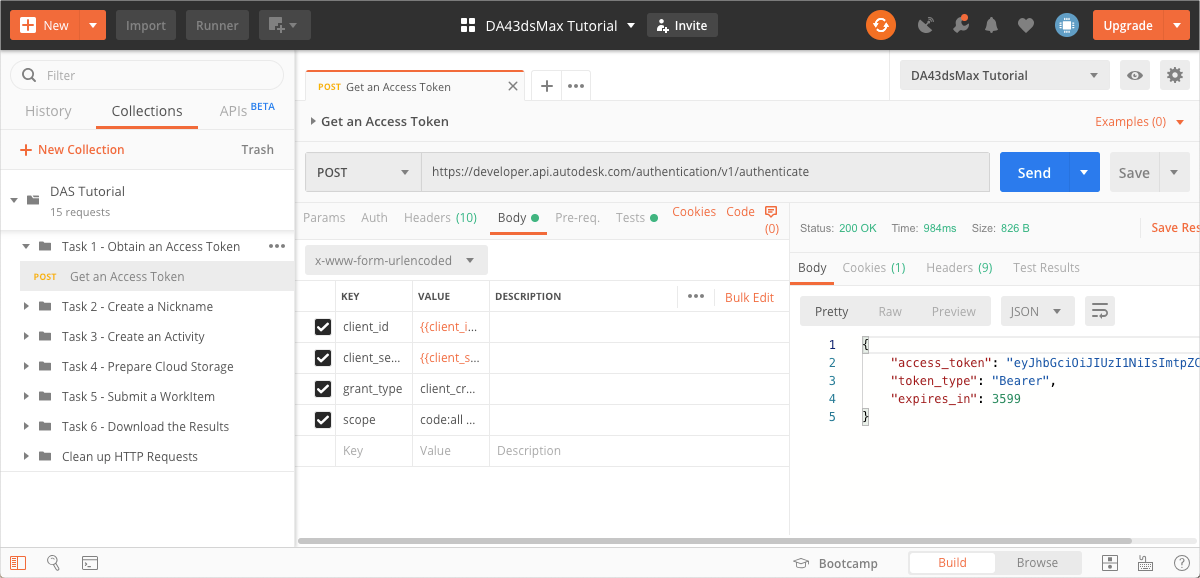 New
Import
Runner
DA43dsMax Tutorial
Invite
Upgrade
Filter
History
Collections
APIs BETA
New Collection
Trash
DAS Tutorial
15 requests
Task 1 - Obtain an Access Token
POST Get an Access Token
Task 2 - Create a Nickname
Task 3 - Create an Activity
Task 4 - Prepare Cloud Storage
Task 5 - Submit a WorkItem
Task 6 - Download the Results
Clean up HTTP Requests
POST Get an Access Token
DA43dsMax Tutorial
Get an Access Token
Examples (0)
POST
https://developer.api.autodesk.com/authentication/v1/authenticate
Send
Save
Params
Auth
Headers (10)
Body
Pre-req.
Tests
Cookies
Code
(0)
x-www-form-urlencoded
KEY VALUE DESCRIPTION
Bulk Edit
client_id {{client_i...
client_se... {{client_s...
grant_type client_cr...
scope code:all ...
Key Value Description
Status: 200 OK Time: 984ms Size: 826 B
Save Res
Body
Cookies (1)
Headers (9)
Test Results
Pretty
Raw
Preview
JSON
1 {
2 "access_token": "eyJhbGciOiJIUzI1NiIsImtpZC
3 "token_type": "Bearer",
4 "expires_in": 3599
5 }
Bootcamp
Build
Browse